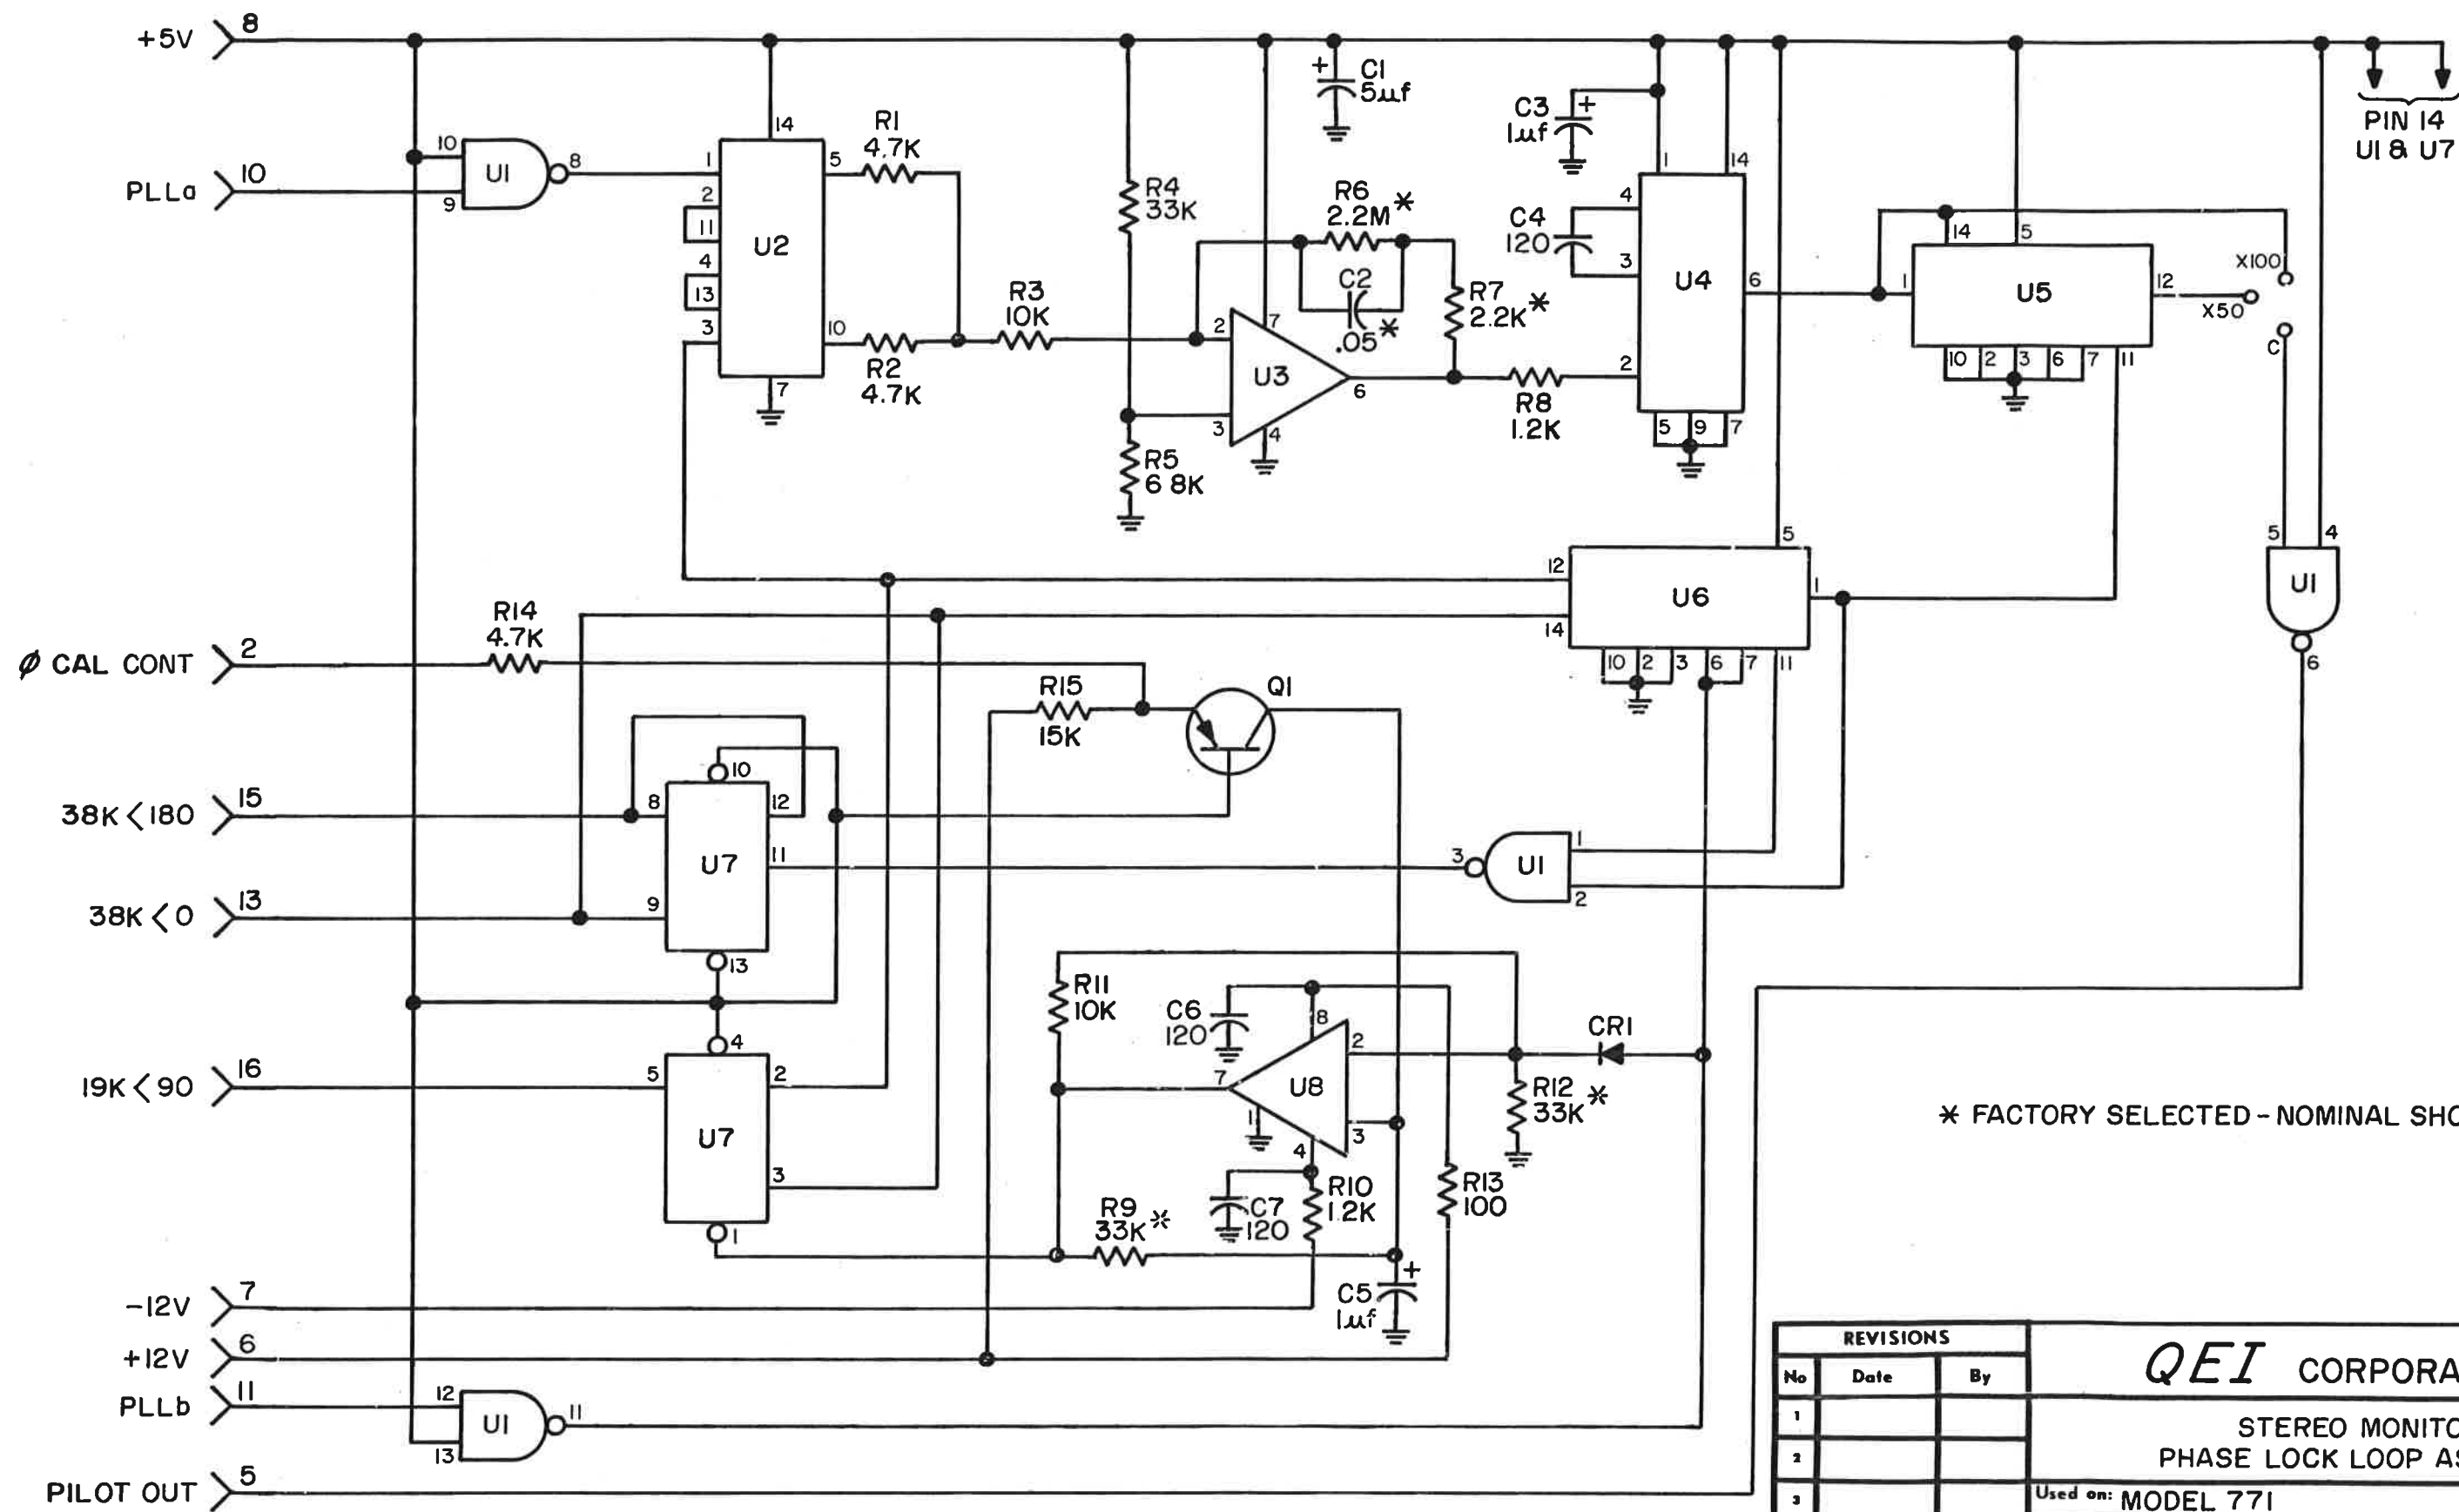 +5V 8
PLLa 10
10
9
U1
8
14
1
2
11
4
13
3
U2
5
10
7
R1
4.7K
R2
4.7K
R3
10K
R4
33K
R5
6 8K
C1
+
5µf
R6
2.2M*
C2
.05*
R7
2.2K*
2
3
U3
7
4
6
R8
1.2K
C3
+
1µf
C4
120
1
14
4
3
2
U4
6
5 9 7
14
5
1
U5
12
10 2 3 6 7 11
X100
X50
C
PIN 14
U1 & U7
5
4
U1
6
12
14
5
U6
1
10 2 3 6 7 11
Ø CAL CONT 2
R14
4.7K
R15
15K
Q1
38K<180 15
38K<0 13
10
8
12
U7
11
9
13
3
U1
1
2
19K<90 16
4
5
2
U7
3
1
R11
10K
C6
120
8
2
7
U8
1
3
4
CR1
R12
33K*
R13
100
C7
120
R10
1.2K
R9
33K*
C5
+
1µf
* FACTORY SELECTED - NOMINAL SHO
-12V 7
+12V 6
PLLb 11
12
13
U1
11
PILOT OUT 5
REVISIONS
No Date By
1
2
3
QEI CORPORA
STEREO MONITO
PHASE LOCK LOOP AS
Used on: MODEL 771